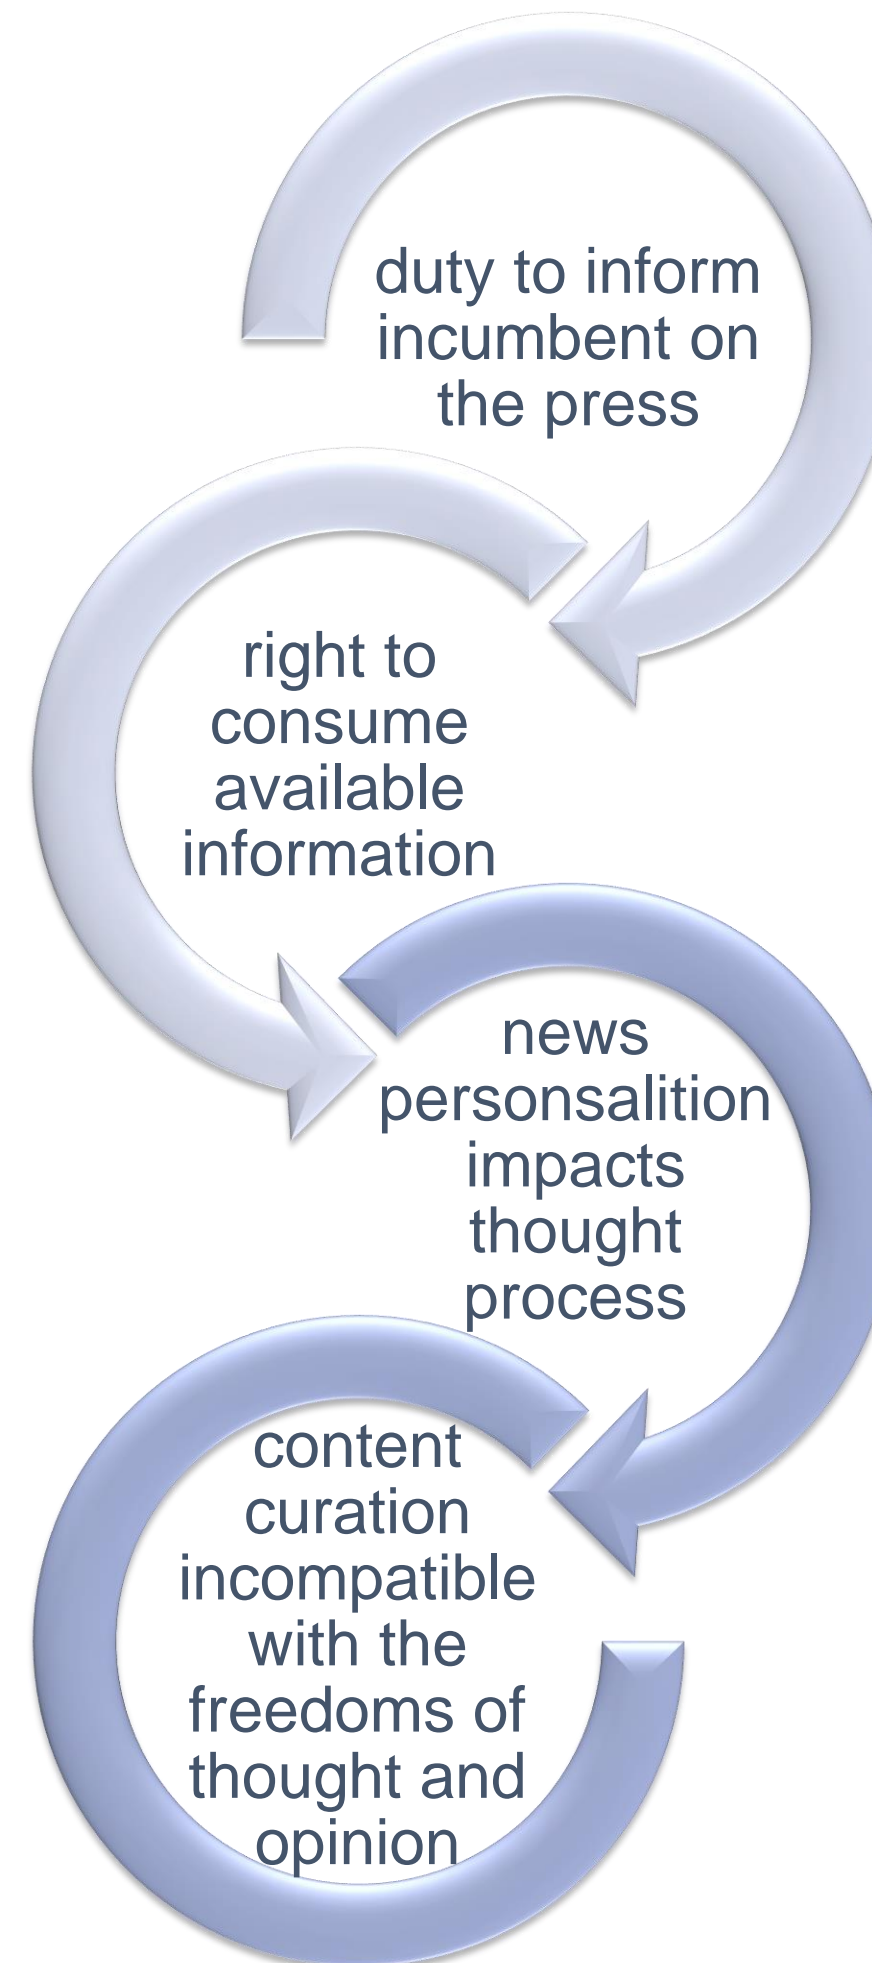 duty to inform
incumbent on
the press
right to
consume
available
information
news
personsalition
impacts
thought
process
content
curation
incompatible
with the
freedoms of
thought and
opinion